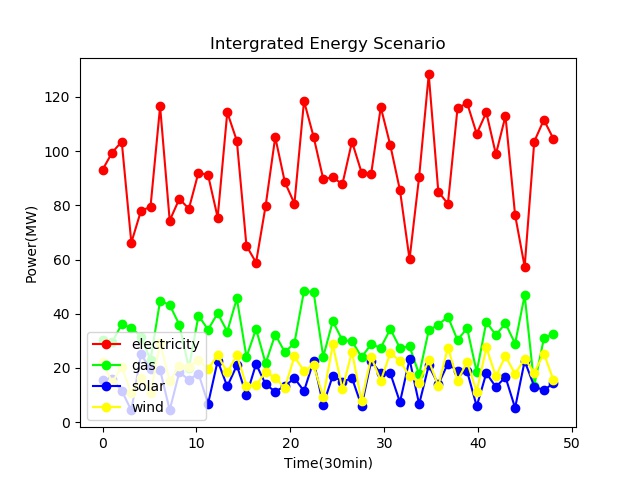 Intergrated Energy Scenario
Power(MW)
120
100
80
60
40
20
0
electricity
gas
solar
wind
0 10 20 30 40 50
Time(30min)